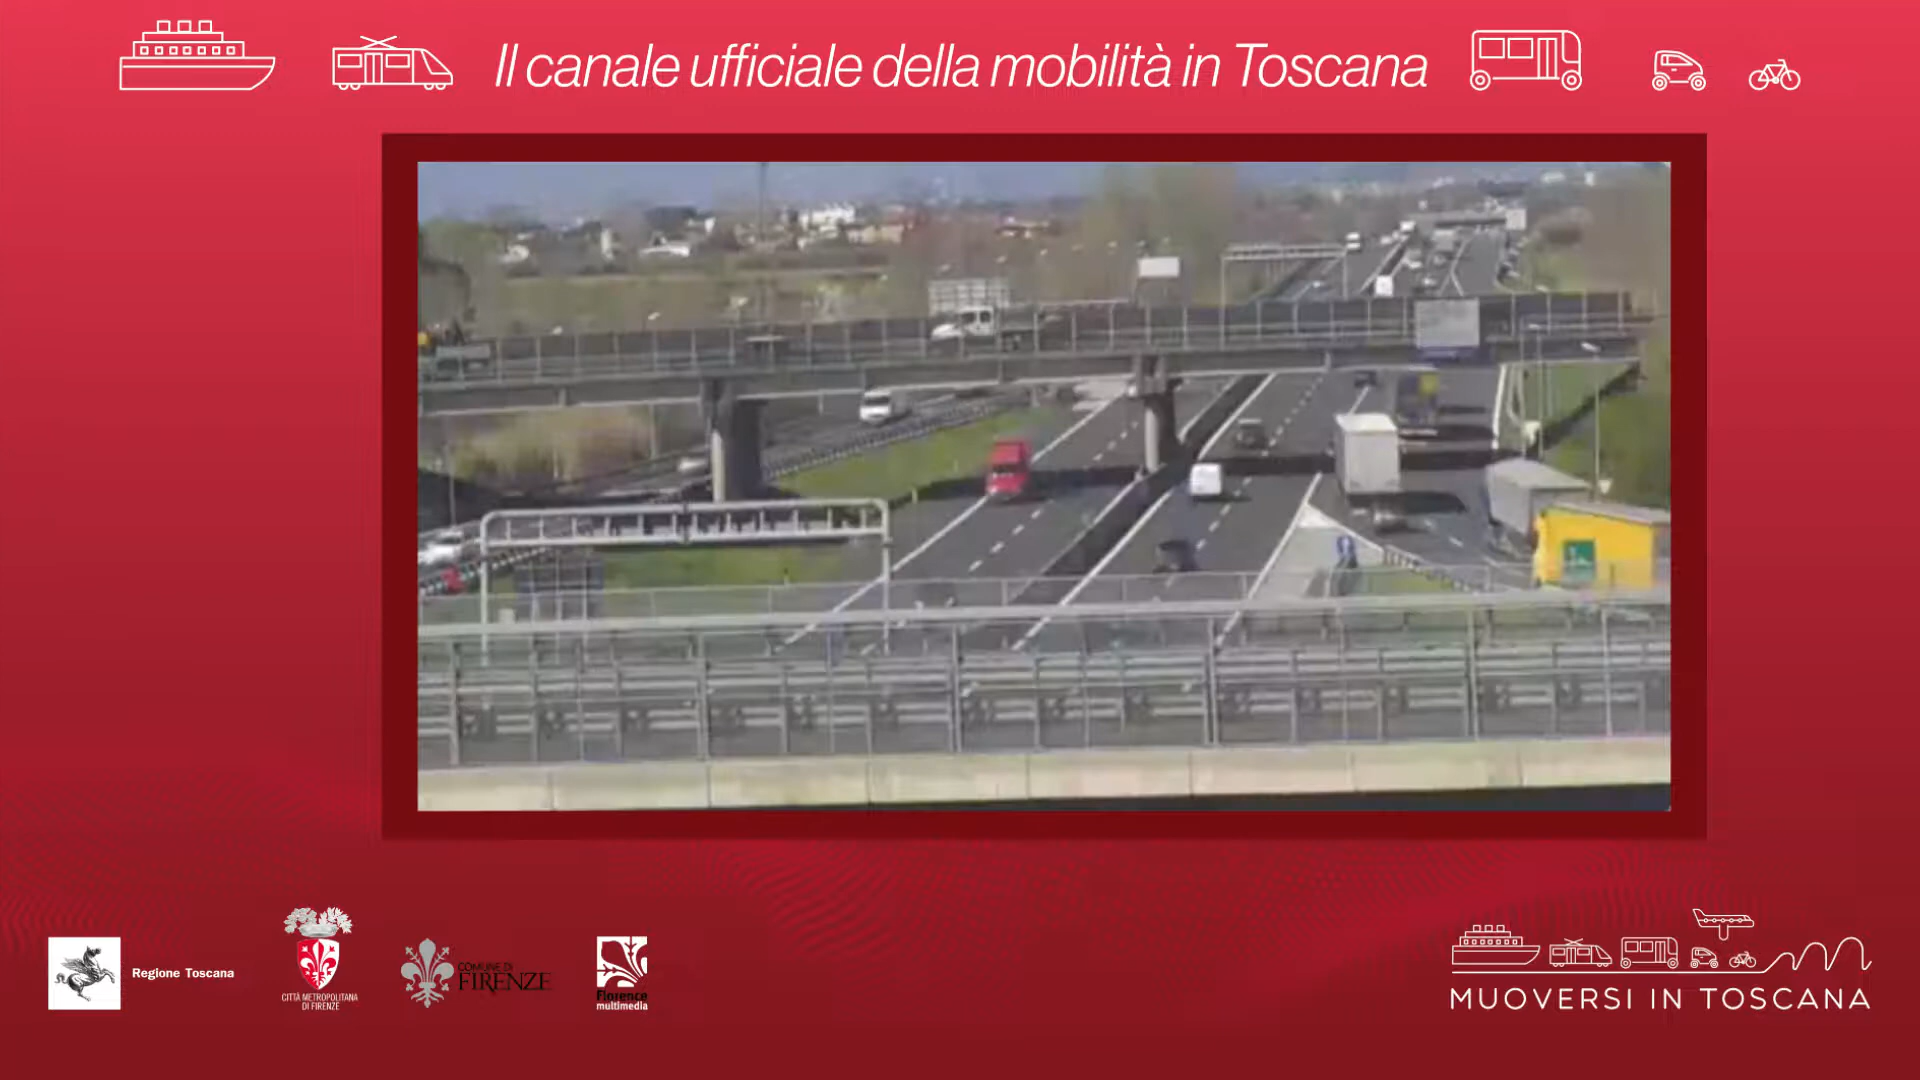 Il canale ufficiale della mobilità in Toscana
Regione Toscana
CITTÀ METROPOLITANA
DI FIRENZE
COMUNE DI
FIRENZE
Florence
multimedia
MUOVERSI IN TOSCANA